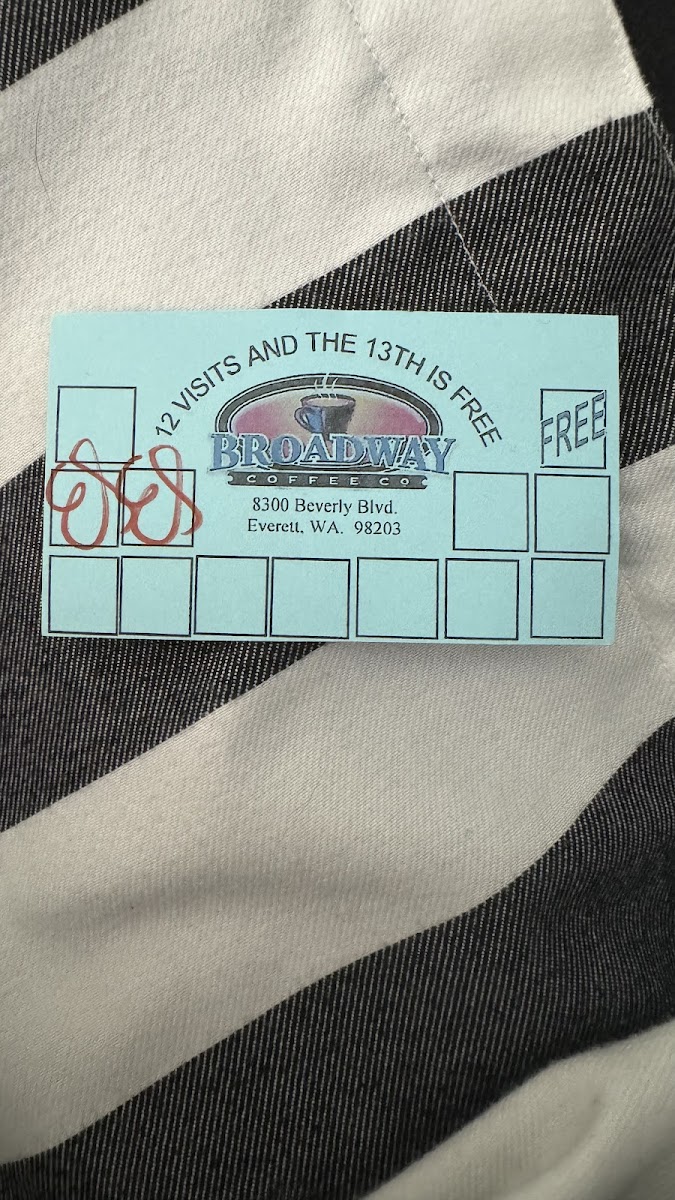 12 VISITS AND THE 13TH IS FREE
FREE
BROADWAY
COFFEE CO
8300 Beverly Blvd.
Everett, WA. 98203